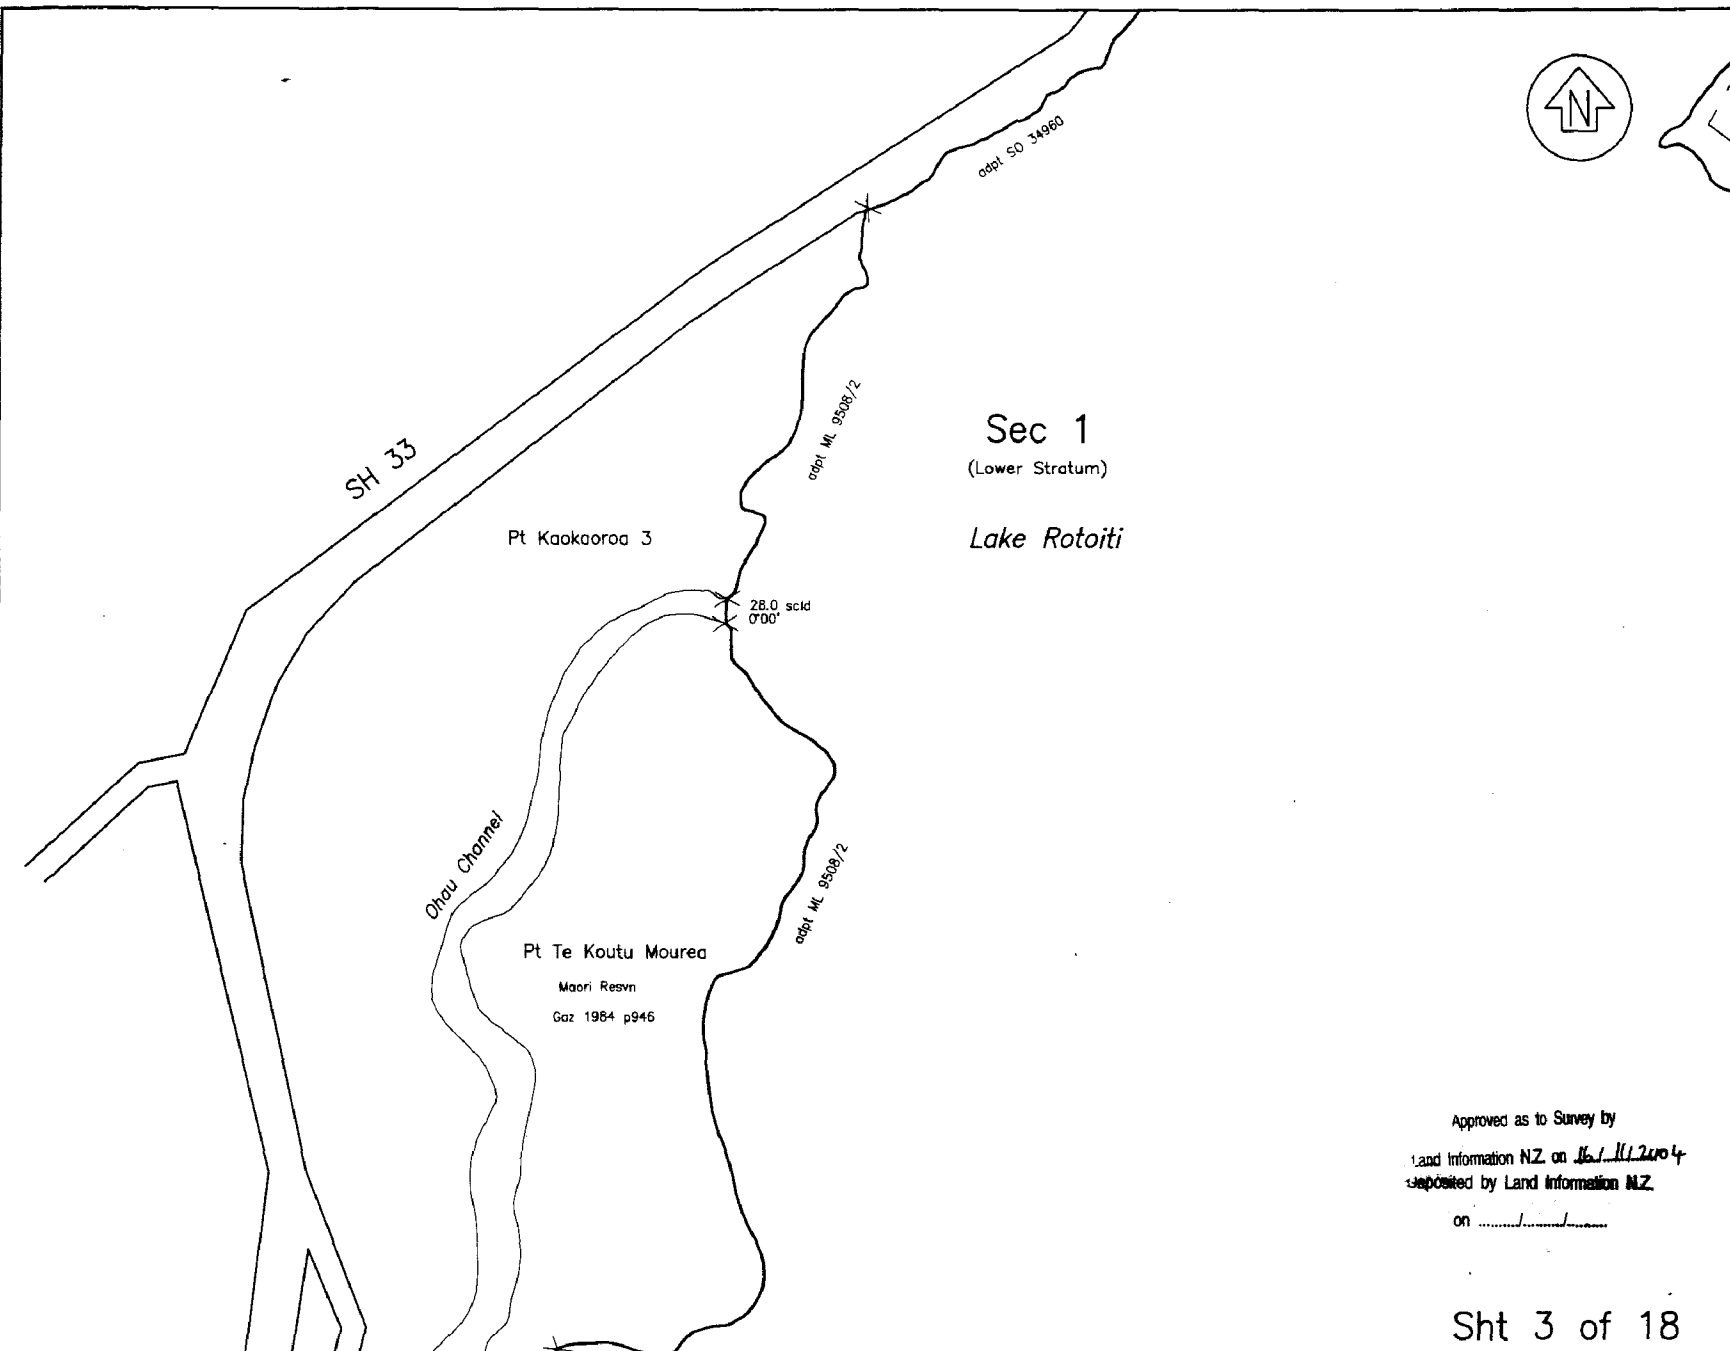 N
adpt SO 34960
adpt ML 9508/2
Sec 1
(Lower Stratum)
SH 33
Pt Kaokaoroa 3
Lake Rotoiti
28.0 scld
0°00'
Ohau Channel
adpt ML 9508/2
Pt Te Koutu Mourea
Maori Resvn
Gaz 1984 p946
Approved as to Survey by
Land Information N.Z. on 16/11/2004
Deposited by Land Information N.Z.
on ........./........./.........
Sht 3 of 18